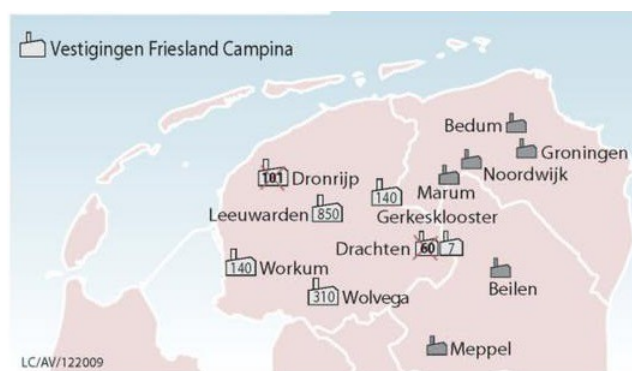 Vestigingen Friesland Campina
Bedum
Groningen
Noordwijk
Marum
101 Dronrijp
140
Gerkesklooster
Leeuwarden 850
Drachten 60 7
140 Workum
Beilen
310 Wolvega
Meppel
LC/AV/122009